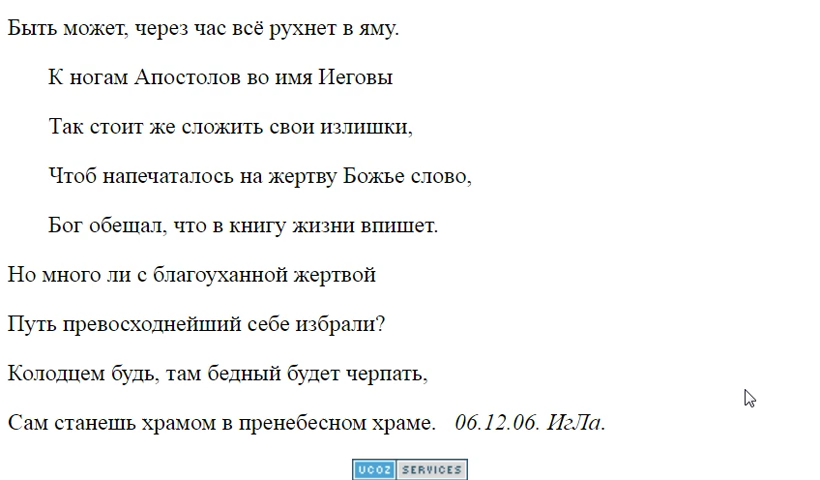 Быть может, через час всё рухнет в яму.
К ногам Апостолов во имя Иеговы
Так стоит же сложить свои излишки,
Чтоб напечаталось на жертву Божье слово,
Бог обещал, что в книгу жизни впишет.
Но много ли с благоуханной жертвой
Путь превосходнейший себе избрали?
Колодцем будь, там бедный будет черпать,
Сам станешь храмом в пренебесном храме. 06.12.06. ИгЛа.
UCOZ SERVICES